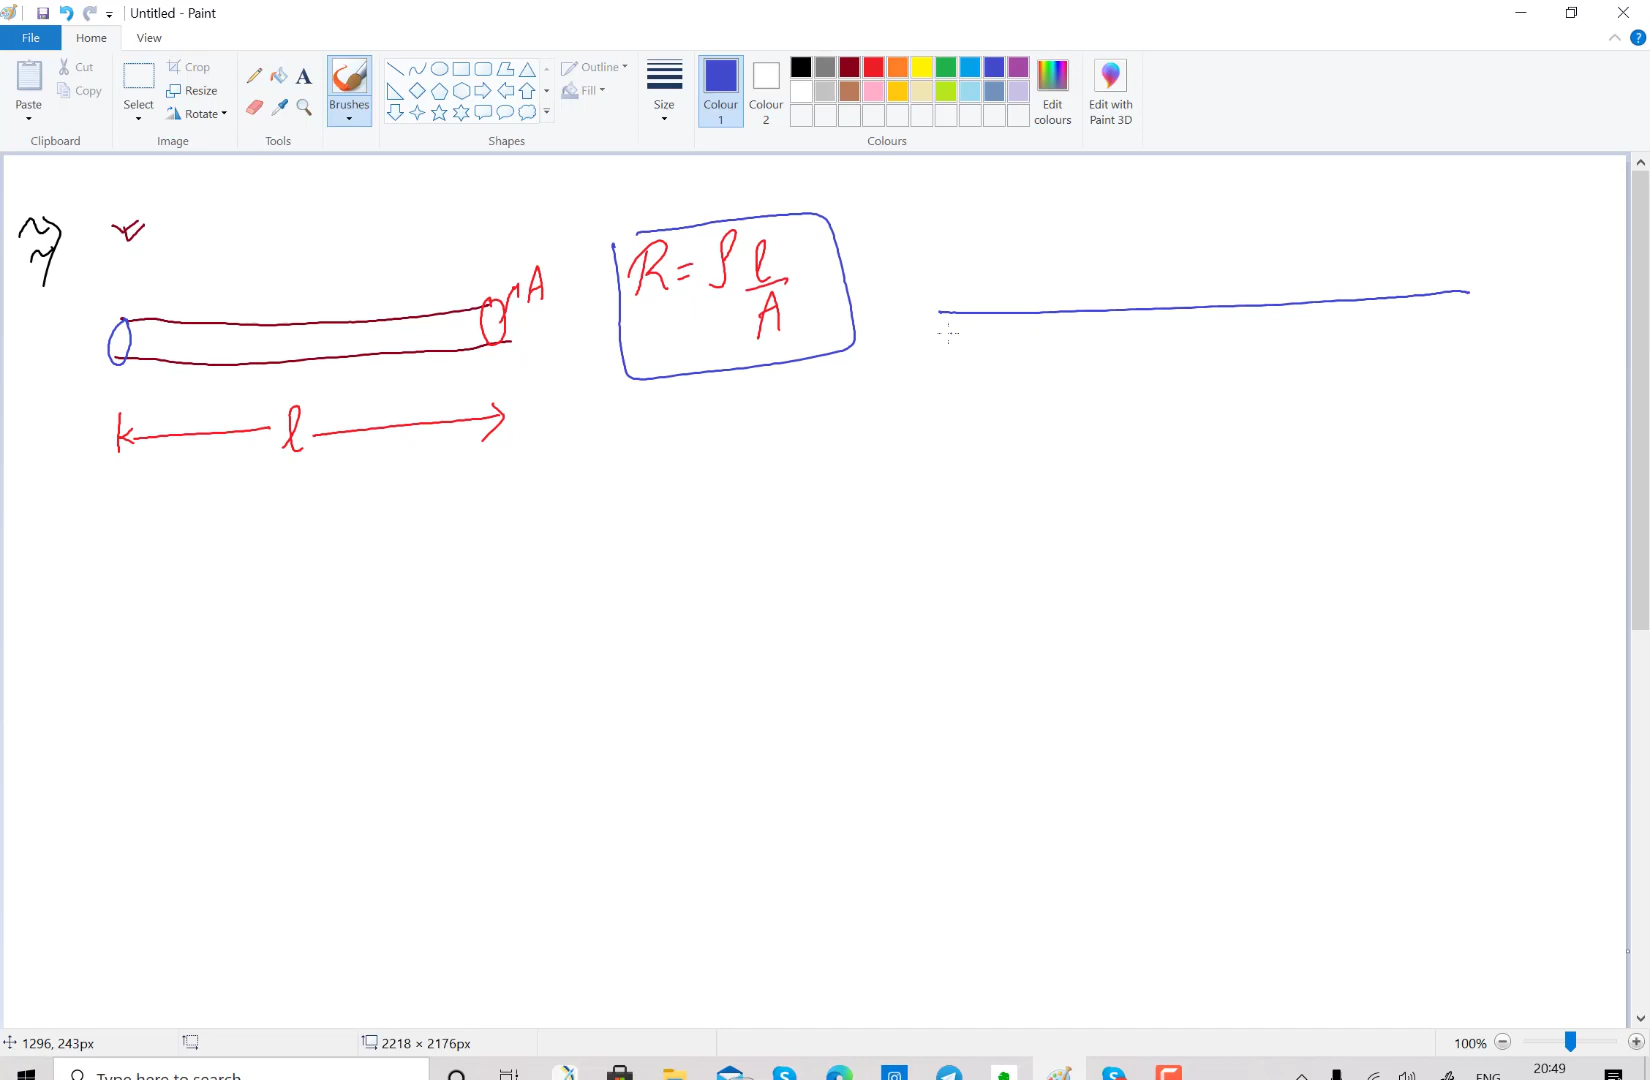 Untitled - Paint
File Home View
Paste
Cut
Copy
Clipboard
Select
Crop
Resize
Rotate
Image
Tools
Brushes
Shapes
Outline
Fill
Size
Colour 1
Colour 2
Edit colours
Edit with Paint 3D
Colours
A
R = ρ l/A
l
1296, 243px
2218 × 2176px
100%
Type here to search
ENG
20:49